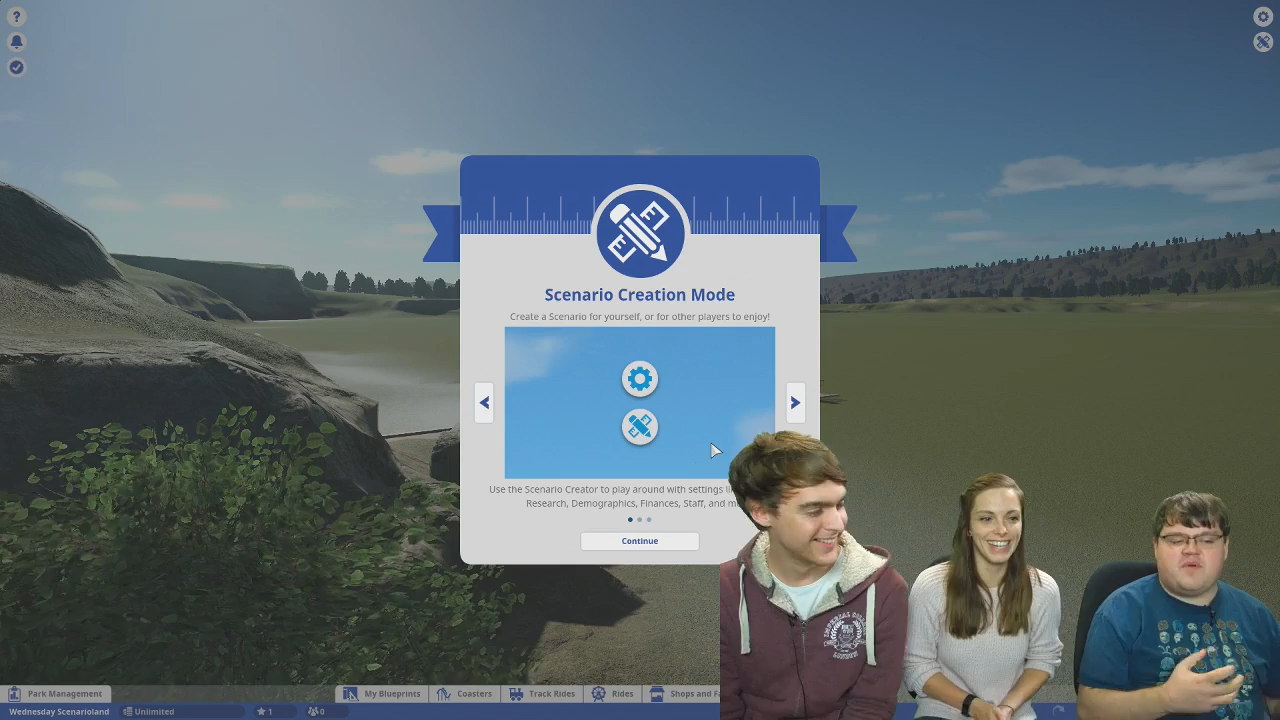 ?
Scenario Creation Mode
Create a Scenario for yourself, or for other players to enjoy!
Use the Scenario Creator to play around with settings
Research, Demographics, Finances, Staff, and
Continue
Park Management
My Blueprints
Coasters
Track Rides
Rides
Shops and
Wednesday Scenarioland
Unlimited
1
0
LONDON